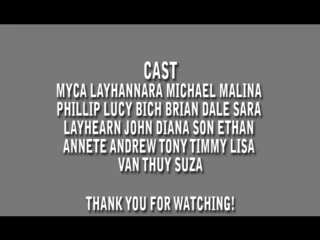 CAST
MYCA LAYHANNARA MICHAEL MALINA
PHILLIP LUCY BICH BRIAN DALE SARA
LAYHEARN JOHN DIANA SON ETHAN
ANNETE ANDREW TONY TIMMY LISA
VAN THUY SUZA
THANK YOU FOR WATCHING!